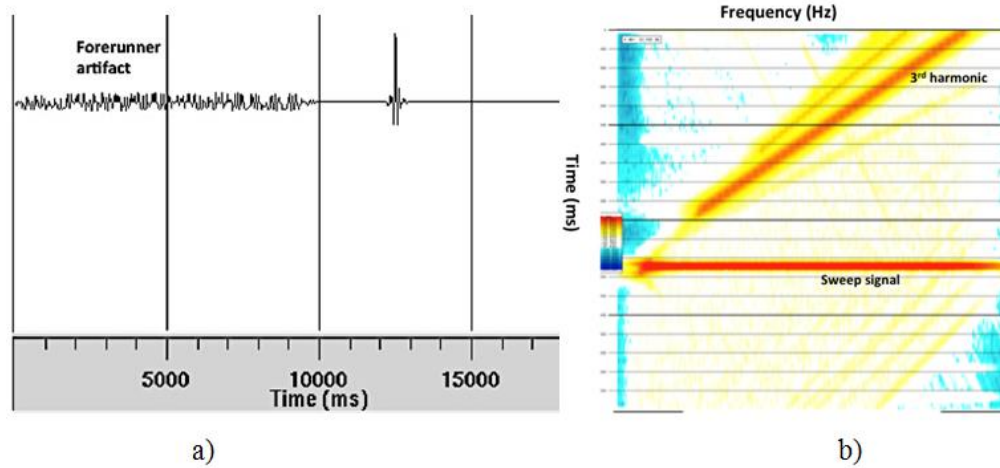 Forerunner
artifact
5000
10000
15000
Time (ms)
a)
Frequency (Hz)
3rd harmonic
Time (ms)
Sweep signal
b)